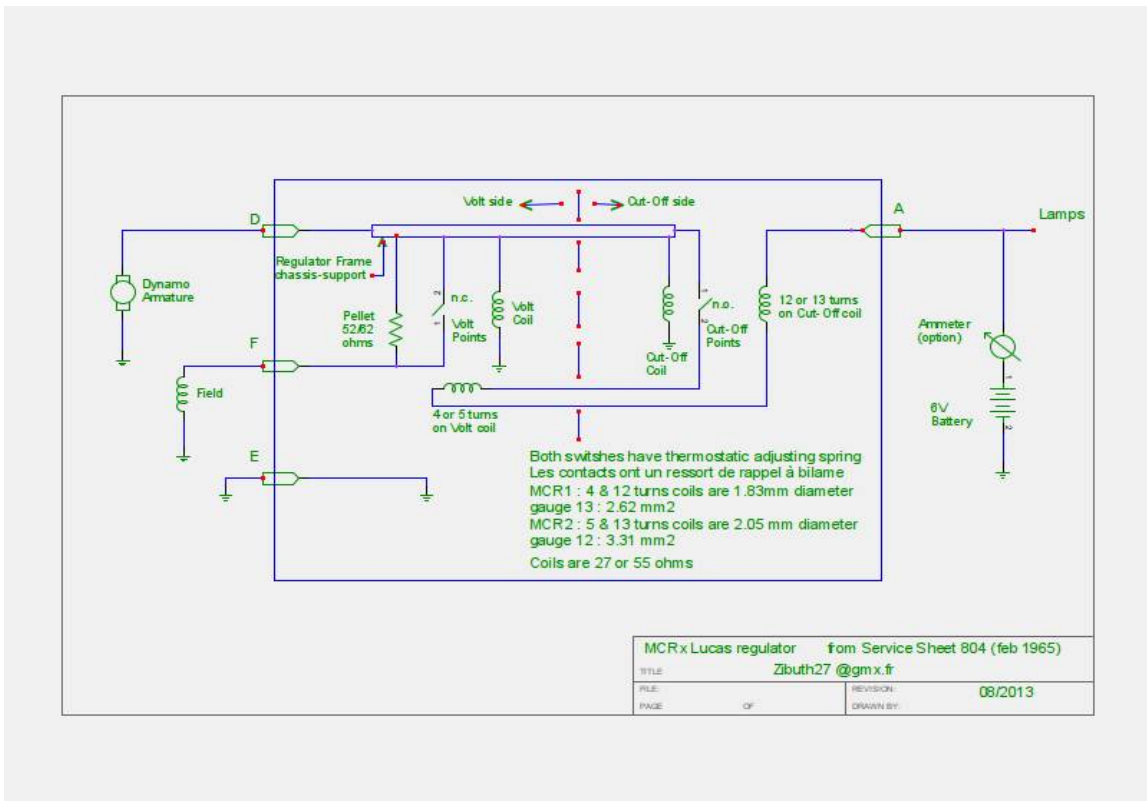 Volt side
Cut-Off side
D
A
Lamps
Regulator Frame
chassis-support
Dynamo
Armature
Pellet
52/62
ohms
2
n.c.
1
Volt
Points
Volt
Coil
1
n.o.
2
Cut-Off
Points
Cut-Off
Coil
12 or 13 turns
on Cut-Off coil
Ammeter
(option)
F
Field
4 or 5 turns
on Volt coil
1
6V
Battery
2
E
Both switshes have thermostatic adjusting spring
Les contacts ont un ressort de rappel à bilame
MCR1 : 4 & 12 turns coils are 1.83mm diameter
gauge 13 : 2.62 mm2
MCR2 : 5 & 13 turns coils are 2.05 mm diameter
gauge 12 : 3.31 mm2
Coils are 27 or 55 ohms
MCRx Lucas regulator from Service Sheet 804 (feb 1965)
TITLE
Zibuth27 @gmx.fr
FILE:
REVISION:
08/2013
PAGE
OF
DRAWN BY: